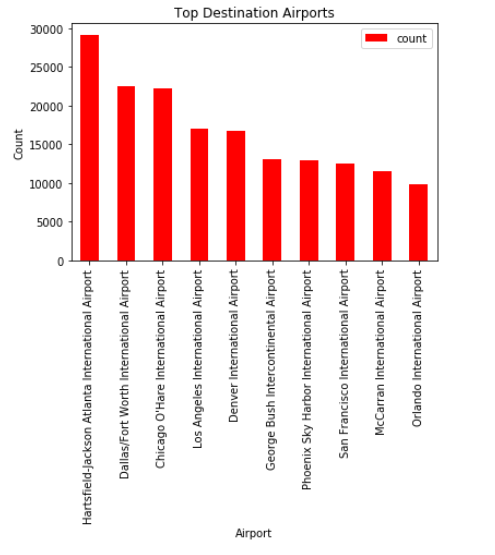 Top Destination Airports
count
Count
30000
25000
20000
15000
10000
5000
0
Hartsfield-Jackson Atlanta International Airport
Dallas/Fort Worth International Airport
Chicago O'Hare International Airport
Los Angeles International Airport
Denver International Airport
George Bush Intercontinental Airport
Phoenix Sky Harbor International Airport
San Francisco International Airport
McCarran International Airport
Orlando International Airport
Airport